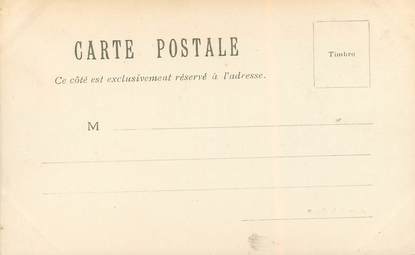 CARTE POSTALE
Timbre
Ce côté est exclusivement réservé à l'adresse.
M